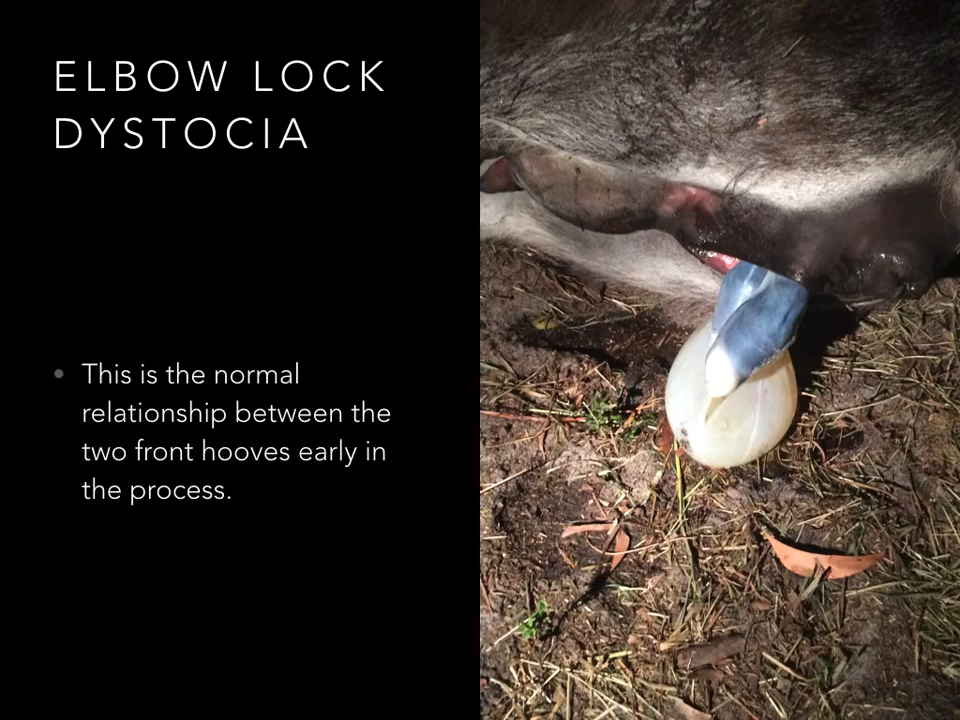 ELBOW LOCK
DYSTOCIA
• This is the normal
relationship between the
two front hooves early in
the process.